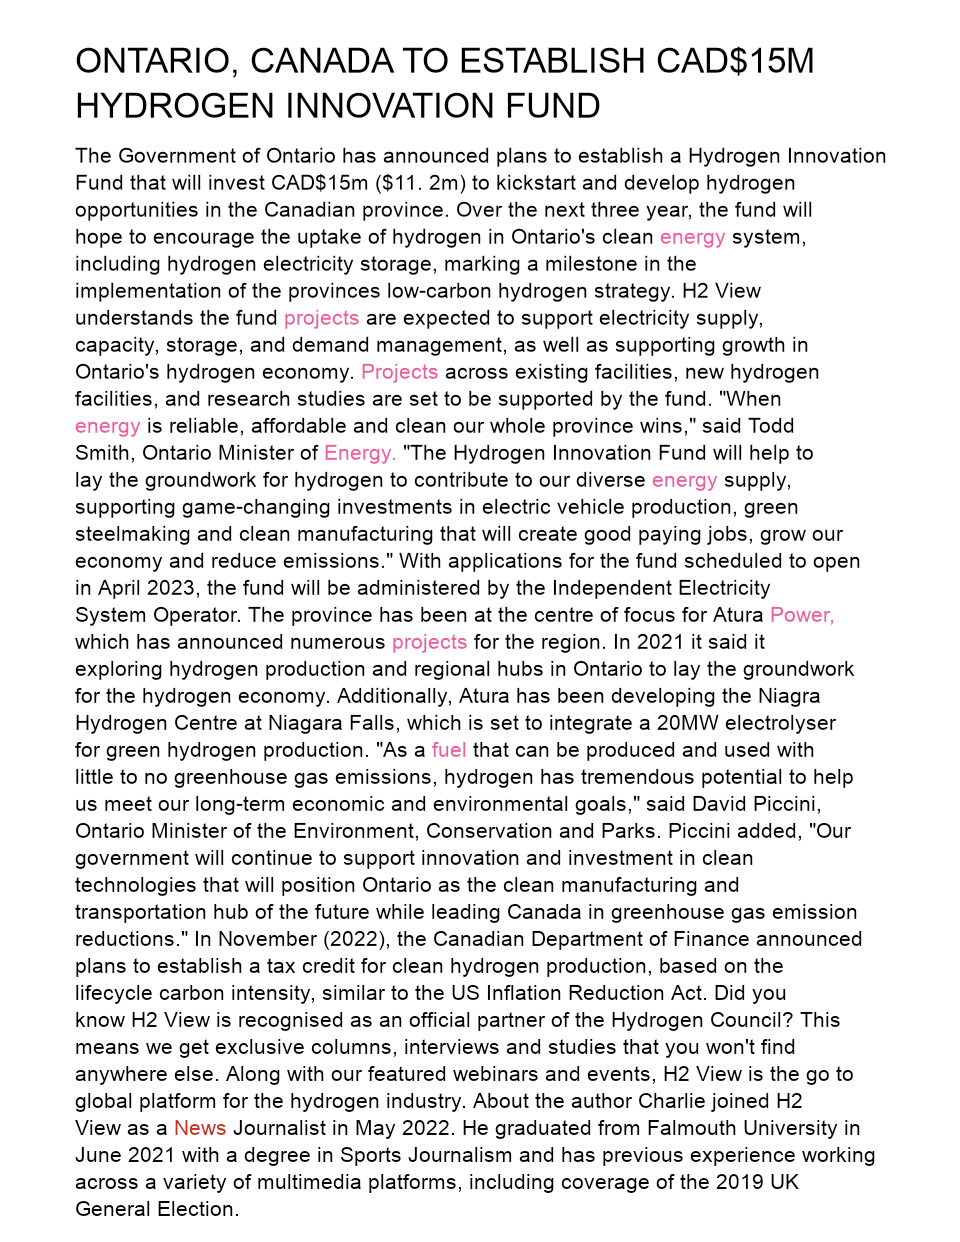 ONTARIO, CANADA TO ESTABLISH CAD$15M
HYDROGEN INNOVATION FUND
The Government of Ontario has announced plans to establish a Hydrogen Innovation
Fund that will invest CAD$15m ($11. 2m) to kickstart and develop hydrogen
opportunities in the Canadian province. Over the next three year, the fund will
hope to encourage the uptake of hydrogen in Ontario's clean energy system,
including hydrogen electricity storage, marking a milestone in the
implementation of the provinces low-carbon hydrogen strategy. H2 View
understands the fund projects are expected to support electricity supply,
capacity, storage, and demand management, as well as supporting growth in
Ontario's hydrogen economy. Projects across existing facilities, new hydrogen
facilities, and research studies are set to be supported by the fund. "When
energy is reliable, affordable and clean our whole province wins," said Todd
Smith, Ontario Minister of Energy. "The Hydrogen Innovation Fund will help to
lay the groundwork for hydrogen to contribute to our diverse energy supply,
supporting game-changing investments in electric vehicle production, green
steelmaking and clean manufacturing that will create good paying jobs, grow our
economy and reduce emissions." With applications for the fund scheduled to open
in April 2023, the fund will be administered by the Independent Electricity
System Operator. The province has been at the centre of focus for Atura Power,
which has announced numerous projects for the region. In 2021 it said it
exploring hydrogen production and regional hubs in Ontario to lay the groundwork
for the hydrogen economy. Additionally, Atura has been developing the Niagra
Hydrogen Centre at Niagara Falls, which is set to integrate a 20MW electrolyser
for green hydrogen production. "As a fuel that can be produced and used with
little to no greenhouse gas emissions, hydrogen has tremendous potential to help
us meet our long-term economic and environmental goals," said David Piccini,
Ontario Minister of the Environment, Conservation and Parks. Piccini added, "Our
government will continue to support innovation and investment in clean
technologies that will position Ontario as the clean manufacturing and
transportation hub of the future while leading Canada in greenhouse gas emission
reductions." In November (2022), the Canadian Department of Finance announced
plans to establish a tax credit for clean hydrogen production, based on the
lifecycle carbon intensity, similar to the US Inflation Reduction Act. Did you
know H2 View is recognised as an official partner of the Hydrogen Council? This
means we get exclusive columns, interviews and studies that you won't find
anywhere else. Along with our featured webinars and events, H2 View is the go to
global platform for the hydrogen industry. About the author Charlie joined H2
View as a News Journalist in May 2022. He graduated from Falmouth University in
June 2021 with a degree in Sports Journalism and has previous experience working
across a variety of multimedia platforms, including coverage of the 2019 UK
General Election.